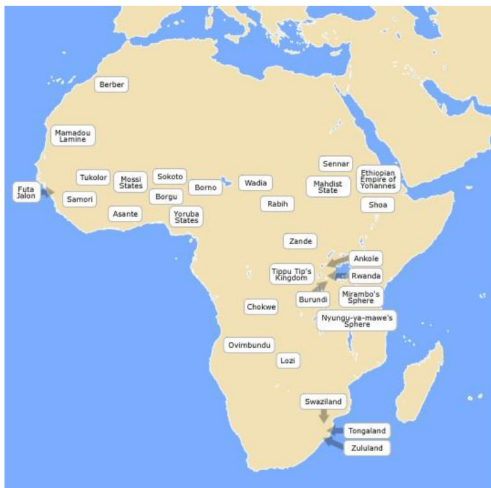 Berber
Mamadou
Lamine
Sennar
Ethiopian
Empire of
Yohannes
Futa
Jalon
Tukolor
Mossi
States
Sokoto
Borno
Wadia
Mahdist
State
Samori
Borgu
Rabih
Shoa
Asante
Yoruba
States
Zande
Ankole
Tippu Tip's
Kingdom
Rwanda
Burundi
Mirambo's
Sphere
Chokwe
Nyungu-ya-mawe's
Sphere
Ovimbundu
Lozi
Swaziland
Tongaland
Zululand